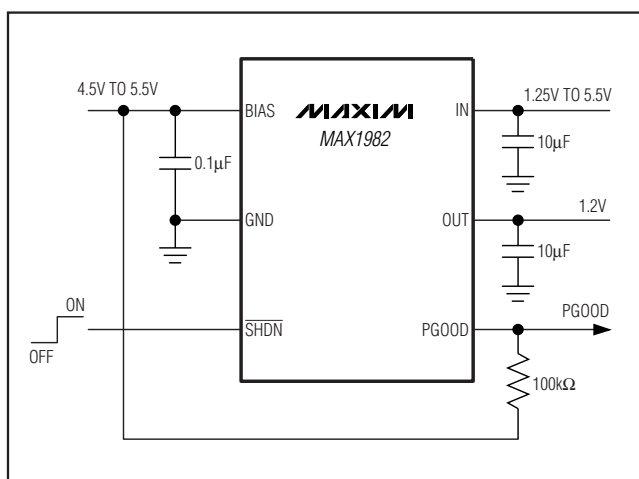 4.5V TO 5.5V
BIAS
MAXIM
MAX1982
IN
1.25V TO 5.5V
0.1µF
10µF
GND
OUT
1.2V
10µF
ON
OFF
SHDN
PGOOD
PGOOD
100kΩ